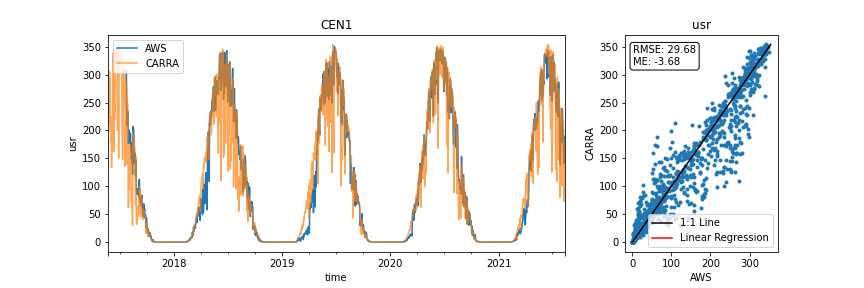 CEN1
usr
AWS
CARRA
350
300
250
200
150
100
50
0
usr
2018
2019
2020
2021
time
RMSE: 29.68
ME: -3.68
350
300
250
200
150
100
50
0
CARRA
1:1 Line
Linear Regression
0
100
200
300
AWS